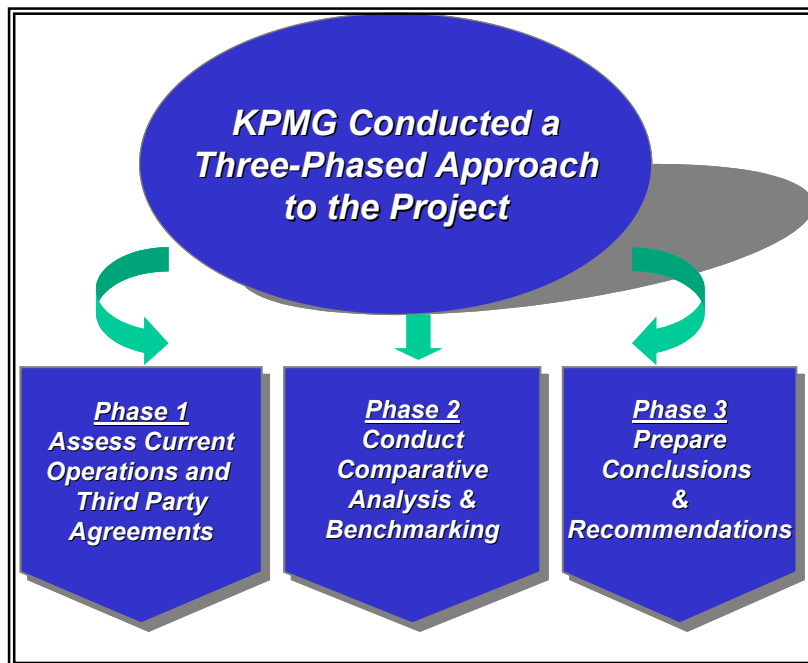 KPMG Conducted a
Three-Phased Approach
to the Project
Phase 1
Assess Current
Operations and
Third Party
Agreements
Phase 2
Conduct
Comparative
Analysis &
Benchmarking
Phase 3
Prepare
Conclusions
&
Recommendations